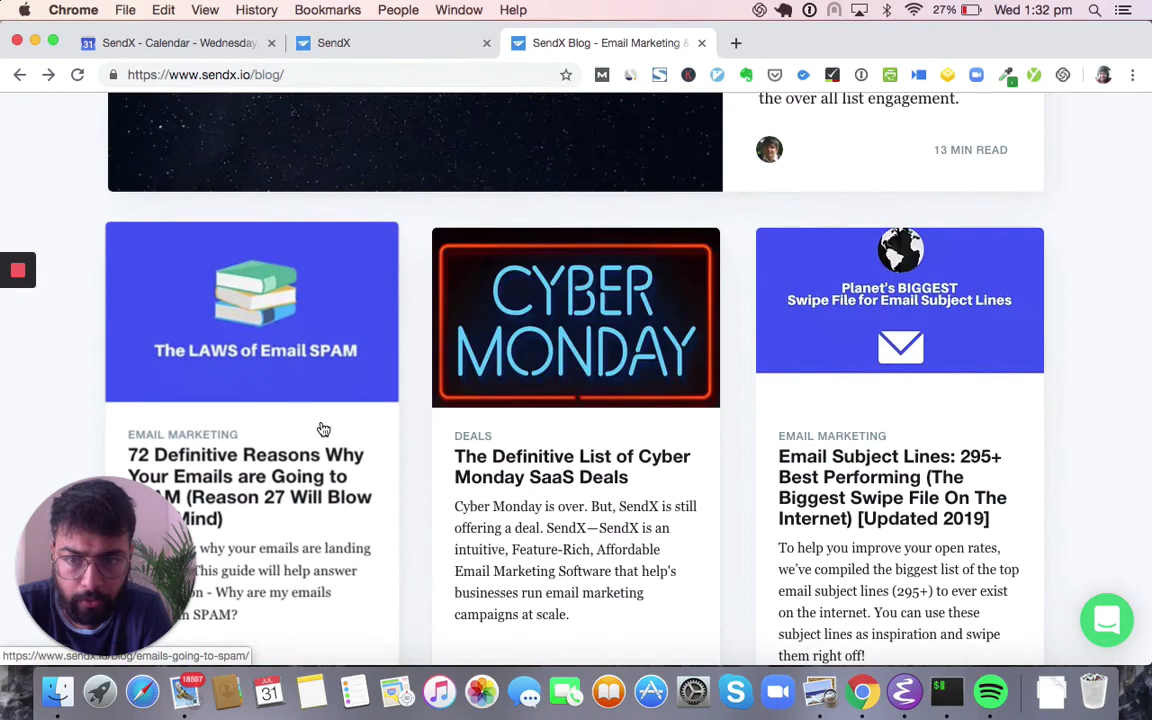 Chrome File Edit View History Bookmarks People Window Help 27% Wed 1:32 pm
SendX - Calendar - Wednesday SendX SendX Blog - Email Marketing &
https://www.sendx.io/blog/
the over all list engagement.
13 MIN READ
The LAWS of Email SPAM
EMAIL MARKETING
72 Definitive Reasons Why
Your Emails are Going to
AM (Reason 27 Will Blow
Mind)
why your emails are landing
This guide will help answer
on - Why are my emails
n SPAM?
CYBER
MONDAY
DEALS
The Definitive List of Cyber
Monday SaaS Deals
Cyber Monday is over. But, SendX is still
offering a deal. SendX—SendX is an
intuitive, Feature-Rich, Affordable
Email Marketing Software that help's
businesses run email marketing
campaigns at scale.
Planet's BIGGEST
Swipe File for Email Subject Lines
EMAIL MARKETING
Email Subject Lines: 295+
Best Performing (The
Biggest Swipe File On The
Internet) [Updated 2019]
To help you improve your open rates,
we've compiled the biggest list of the top
email subject lines (295+) to ever exist
on the internet. You can use these
subject lines as inspiration and swipe
them right off!
https://www.sendx.io/blog/emails-going-to-spam/
18597
JUL
31